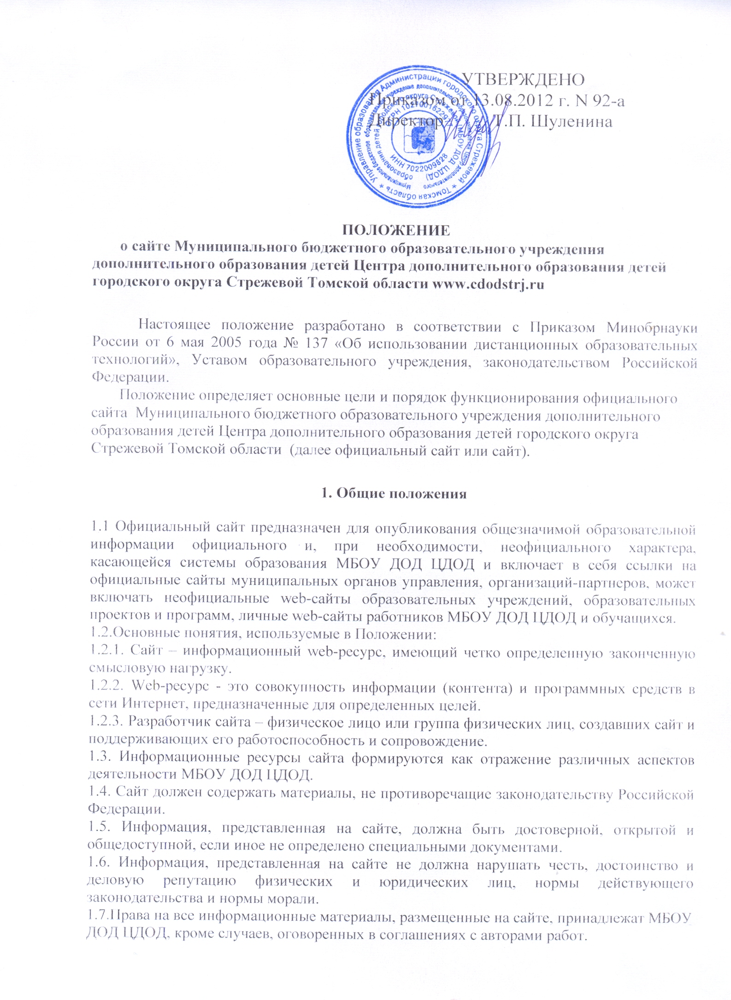 УТВЕРЖДЕНО
Приказом от 13.08.2012 г. N 92-а
Директор Т.П. Шуленина
Управление образования Администрации городского округа Стрежевой * Томская область *
Муниципальное бюджетное образовательное учреждение дополнительного образования детей Центр дополнительного
образования детей городского округа Стрежевой (МБОУ ДОД ЦДОД)
ИНН 7022009828
ПОЛОЖЕНИЕ
о сайте Муниципального бюджетного образовательного учреждения
дополнительного образования детей Центра дополнительного образования детей
городского округа Стрежевой Томской области www.cdodstrj.ru
Настоящее положение разработано в соответствии с Приказом Минобрнауки
России от 6 мая 2005 года № 137 «Об использовании дистанционных образовательных
технологий», Уставом образовательного учреждения, законодательством Российской
Федерации.
Положение определяет основные цели и порядок функционирования официального
сайта Муниципального бюджетного образовательного учреждения дополнительного
образования детей Центра дополнительного образования детей городского округа
Стрежевой Томской области (далее официальный сайт или сайт).
1. Общие положения
1.1 Официальный сайт предназначен для опубликования общезначимой образовательной
информации официального и, при необходимости, неофициального характера,
касающейся системы образования МБОУ ДОД ЦДОД и включает в себя ссылки на
официальные сайты муниципальных органов управления, организаций-партнеров, может
включать неофициальные web-сайты образовательных учреждений, образовательных
проектов и программ, личные web-сайты работников МБОУ ДОД ЦДОД и обучащихся.
1.2.Основные понятия, используемые в Положении:
1.2.1. Сайт – информационный web-ресурс, имеющий четко определенную законченную
смысловую нагрузку.
1.2.2. Web-ресурс - это совокупность информации (контента) и программных средств в
сети Интернет, предназначенные для определенных целей.
1.2.3. Разработчик сайта – физическое лицо или группа физических лиц, создавших сайт и
поддерживающих его работоспособность и сопровождение.
1.3. Информационные ресурсы сайта формируются как отражение различных аспектов
деятельности МБОУ ДОД ЦДОД.
1.4. Сайт должен содержать материалы, не противоречащие законодательству Российской
Федерации.
1.5. Информация, представленная на сайте, должна быть достоверной, открытой и
общедоступной, если иное не определено специальными документами.
1.6. Информация, представленная на сайте не должна нарушать честь, достоинство и
деловую репутацию физических и юридических лиц, нормы действующего
законодательства и нормы морали.
1.7.Права на все информационные материалы, размещенные на сайте, принадлежат МБОУ
ДОД ЦДОД, кроме случаев, оговоренных в соглашениях с авторами работ.